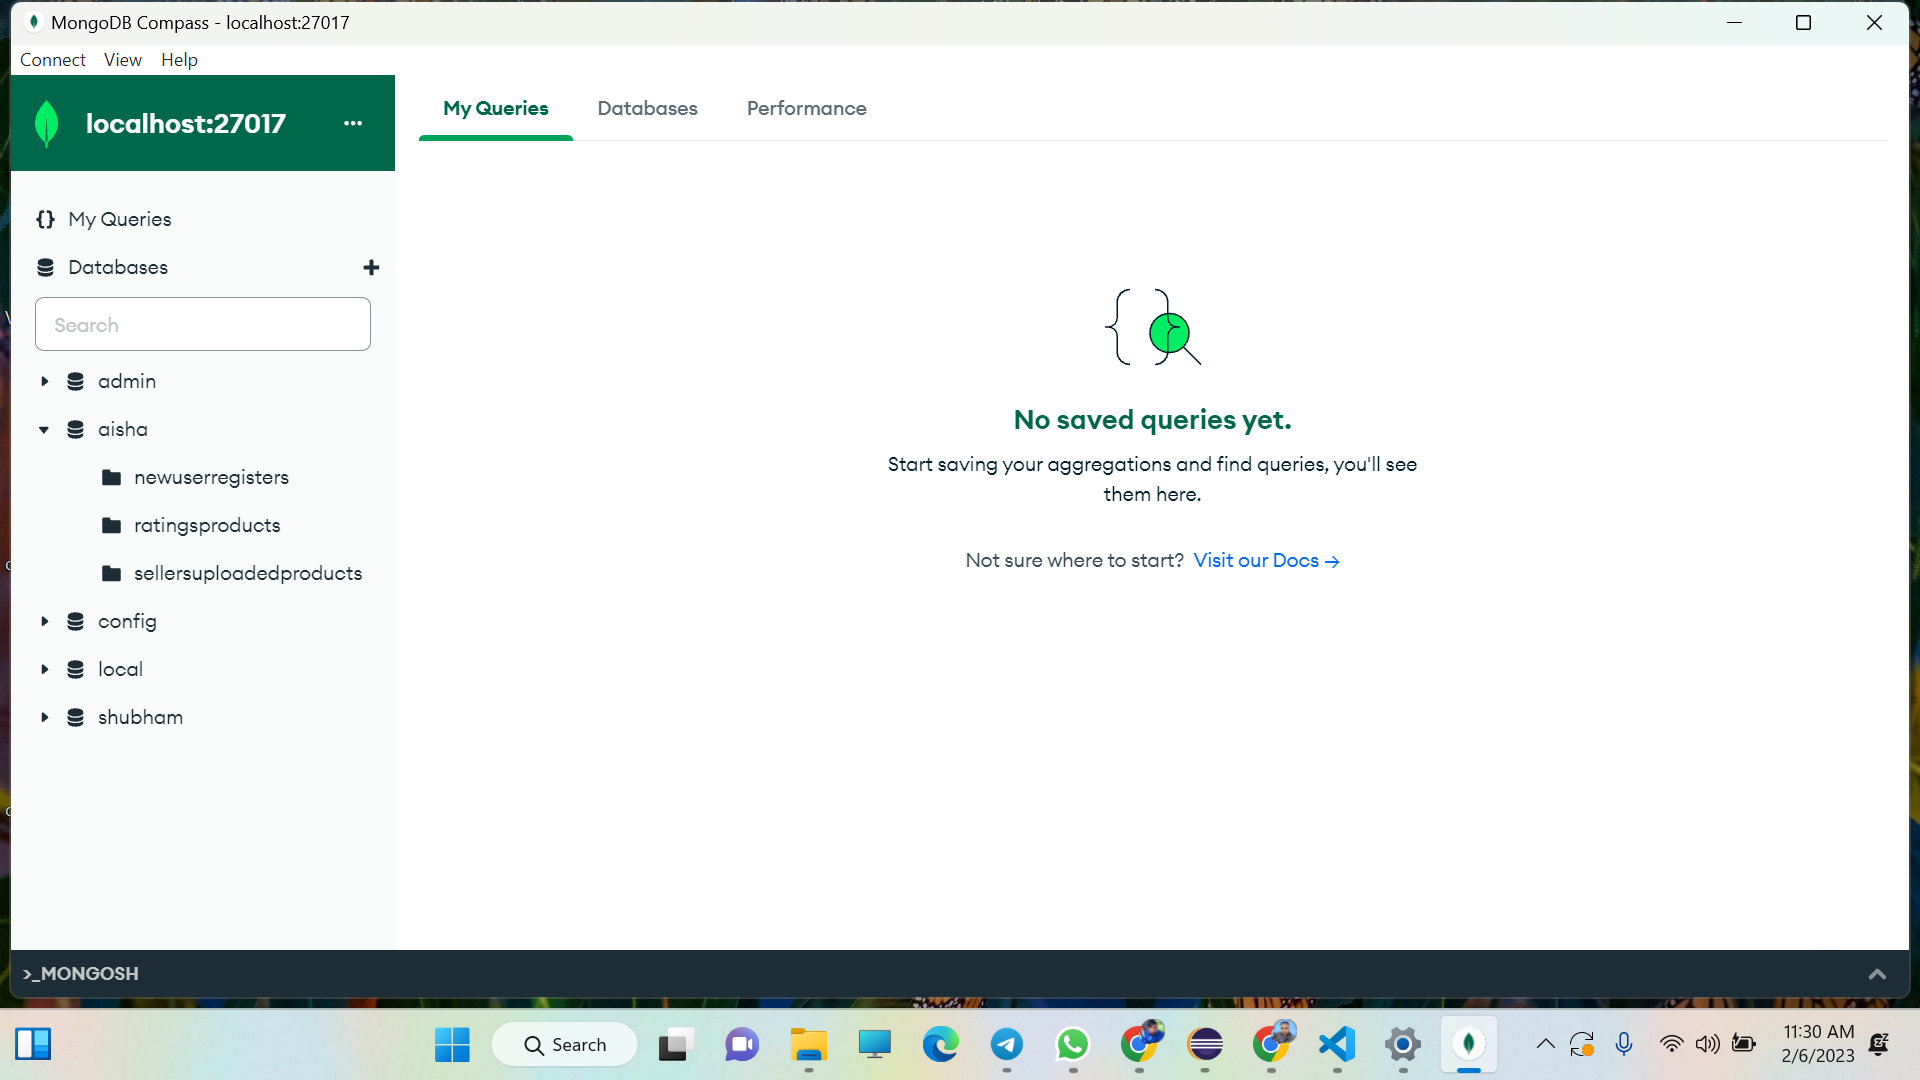 MongoDB Compass - localhost:27017
Connect View Help
localhost:27017 ...
My Queries Databases Performance
{} My Queries
Databases +
Search
admin
aisha
newuserregisters
ratingsproducts
sellersuploadedproducts
config
local
shubham
No saved queries yet.
Start saving your aggregations and find queries, you'll see
them here.
Not sure where to start? Visit our Docs →
>_MONGOSH
Search
11:30 AM
2/6/2023